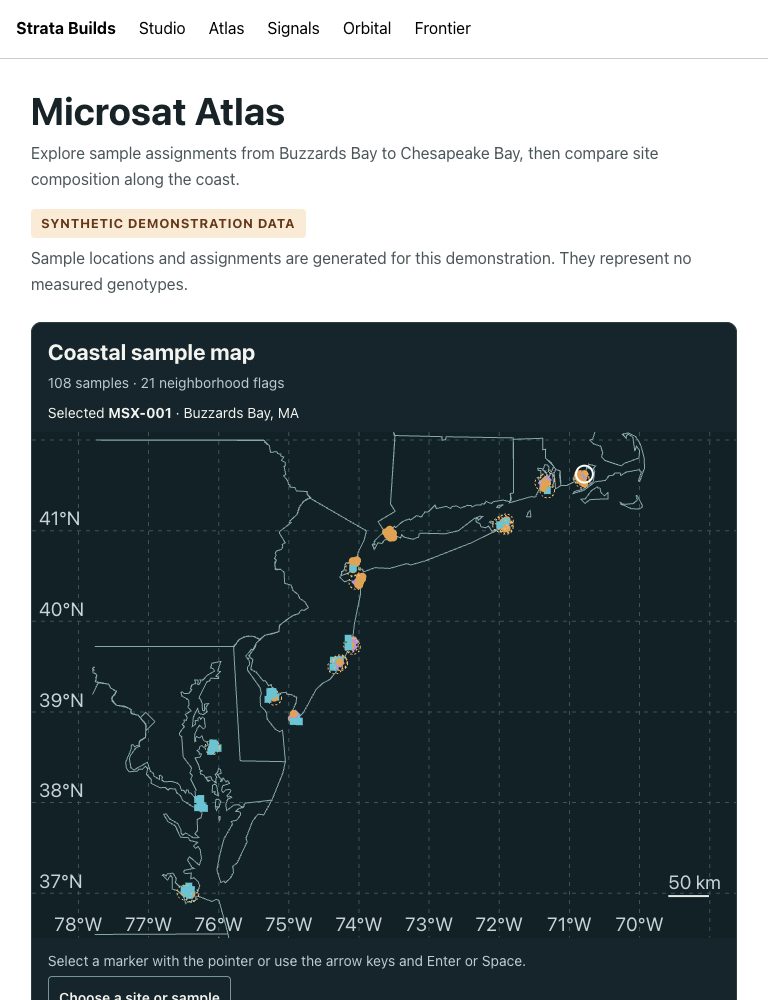 Strata Builds Studio Atlas Signals Orbital Frontier
Microsat Atlas
Explore sample assignments from Buzzards Bay to Chesapeake Bay, then compare site
composition along the coast.
SYNTHETIC DEMONSTRATION DATA
Sample locations and assignments are generated for this demonstration. They represent no
measured genotypes.
Coastal sample map
108 samples · 21 neighborhood flags
Selected MSX-001 · Buzzards Bay, MA
41°N
40°N
39°N
38°N
37°N
50 km
78°W 77°W 76°W 75°W 74°W 73°W 72°W 71°W 70°W
Select a marker with the pointer or use the arrow keys and Enter or Space.
Choose a site or sample